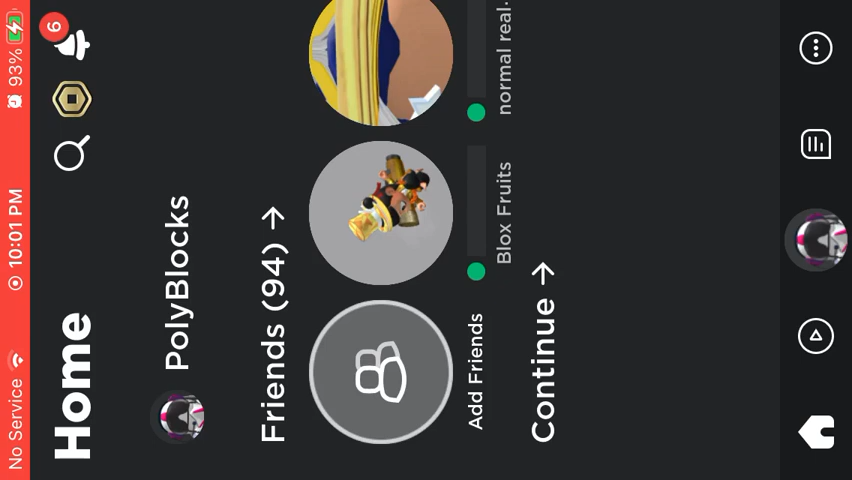 No Service 10:01 PM 93%
Home
6
PolyBlocks
Friends (94) →
Add Friends
Blox Fruits
normal real
Continue →